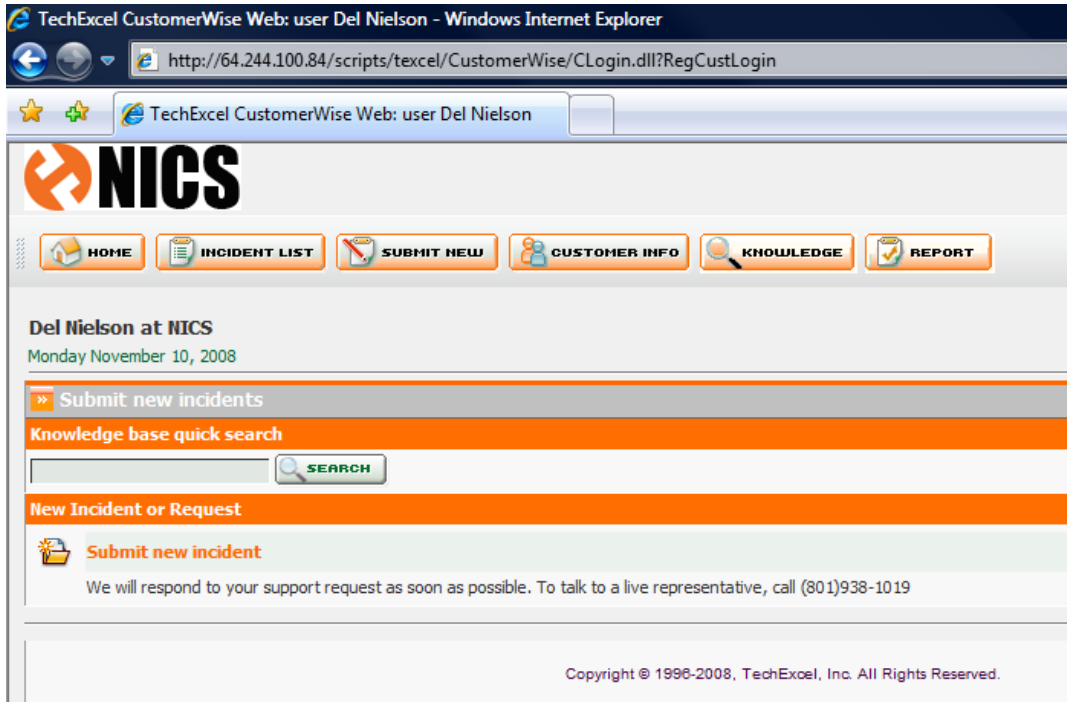 TechExcel CustomerWise Web: user Del Nielson - Windows Internet Explorer
http://64.244.100.84/scripts/texcel/CustomerWise/CLogin.dll?RegCustLogin
TechExcel CustomerWise Web: user Del Nielson
NICS
HOME INCIDENT LIST SUBMIT NEW CUSTOMER INFO KNOWLEDGE REPORT
Del Nielson at NICS
Monday November 10, 2008
Submit new incidents
Knowledge base quick search
SEARCH
New Incident or Request
Submit new incident
We will respond to your support request as soon as possible. To talk to a live representative, call (801)938-1019
Copyright © 1996-2008, TechExcel, Inc. All Rights Reserved.